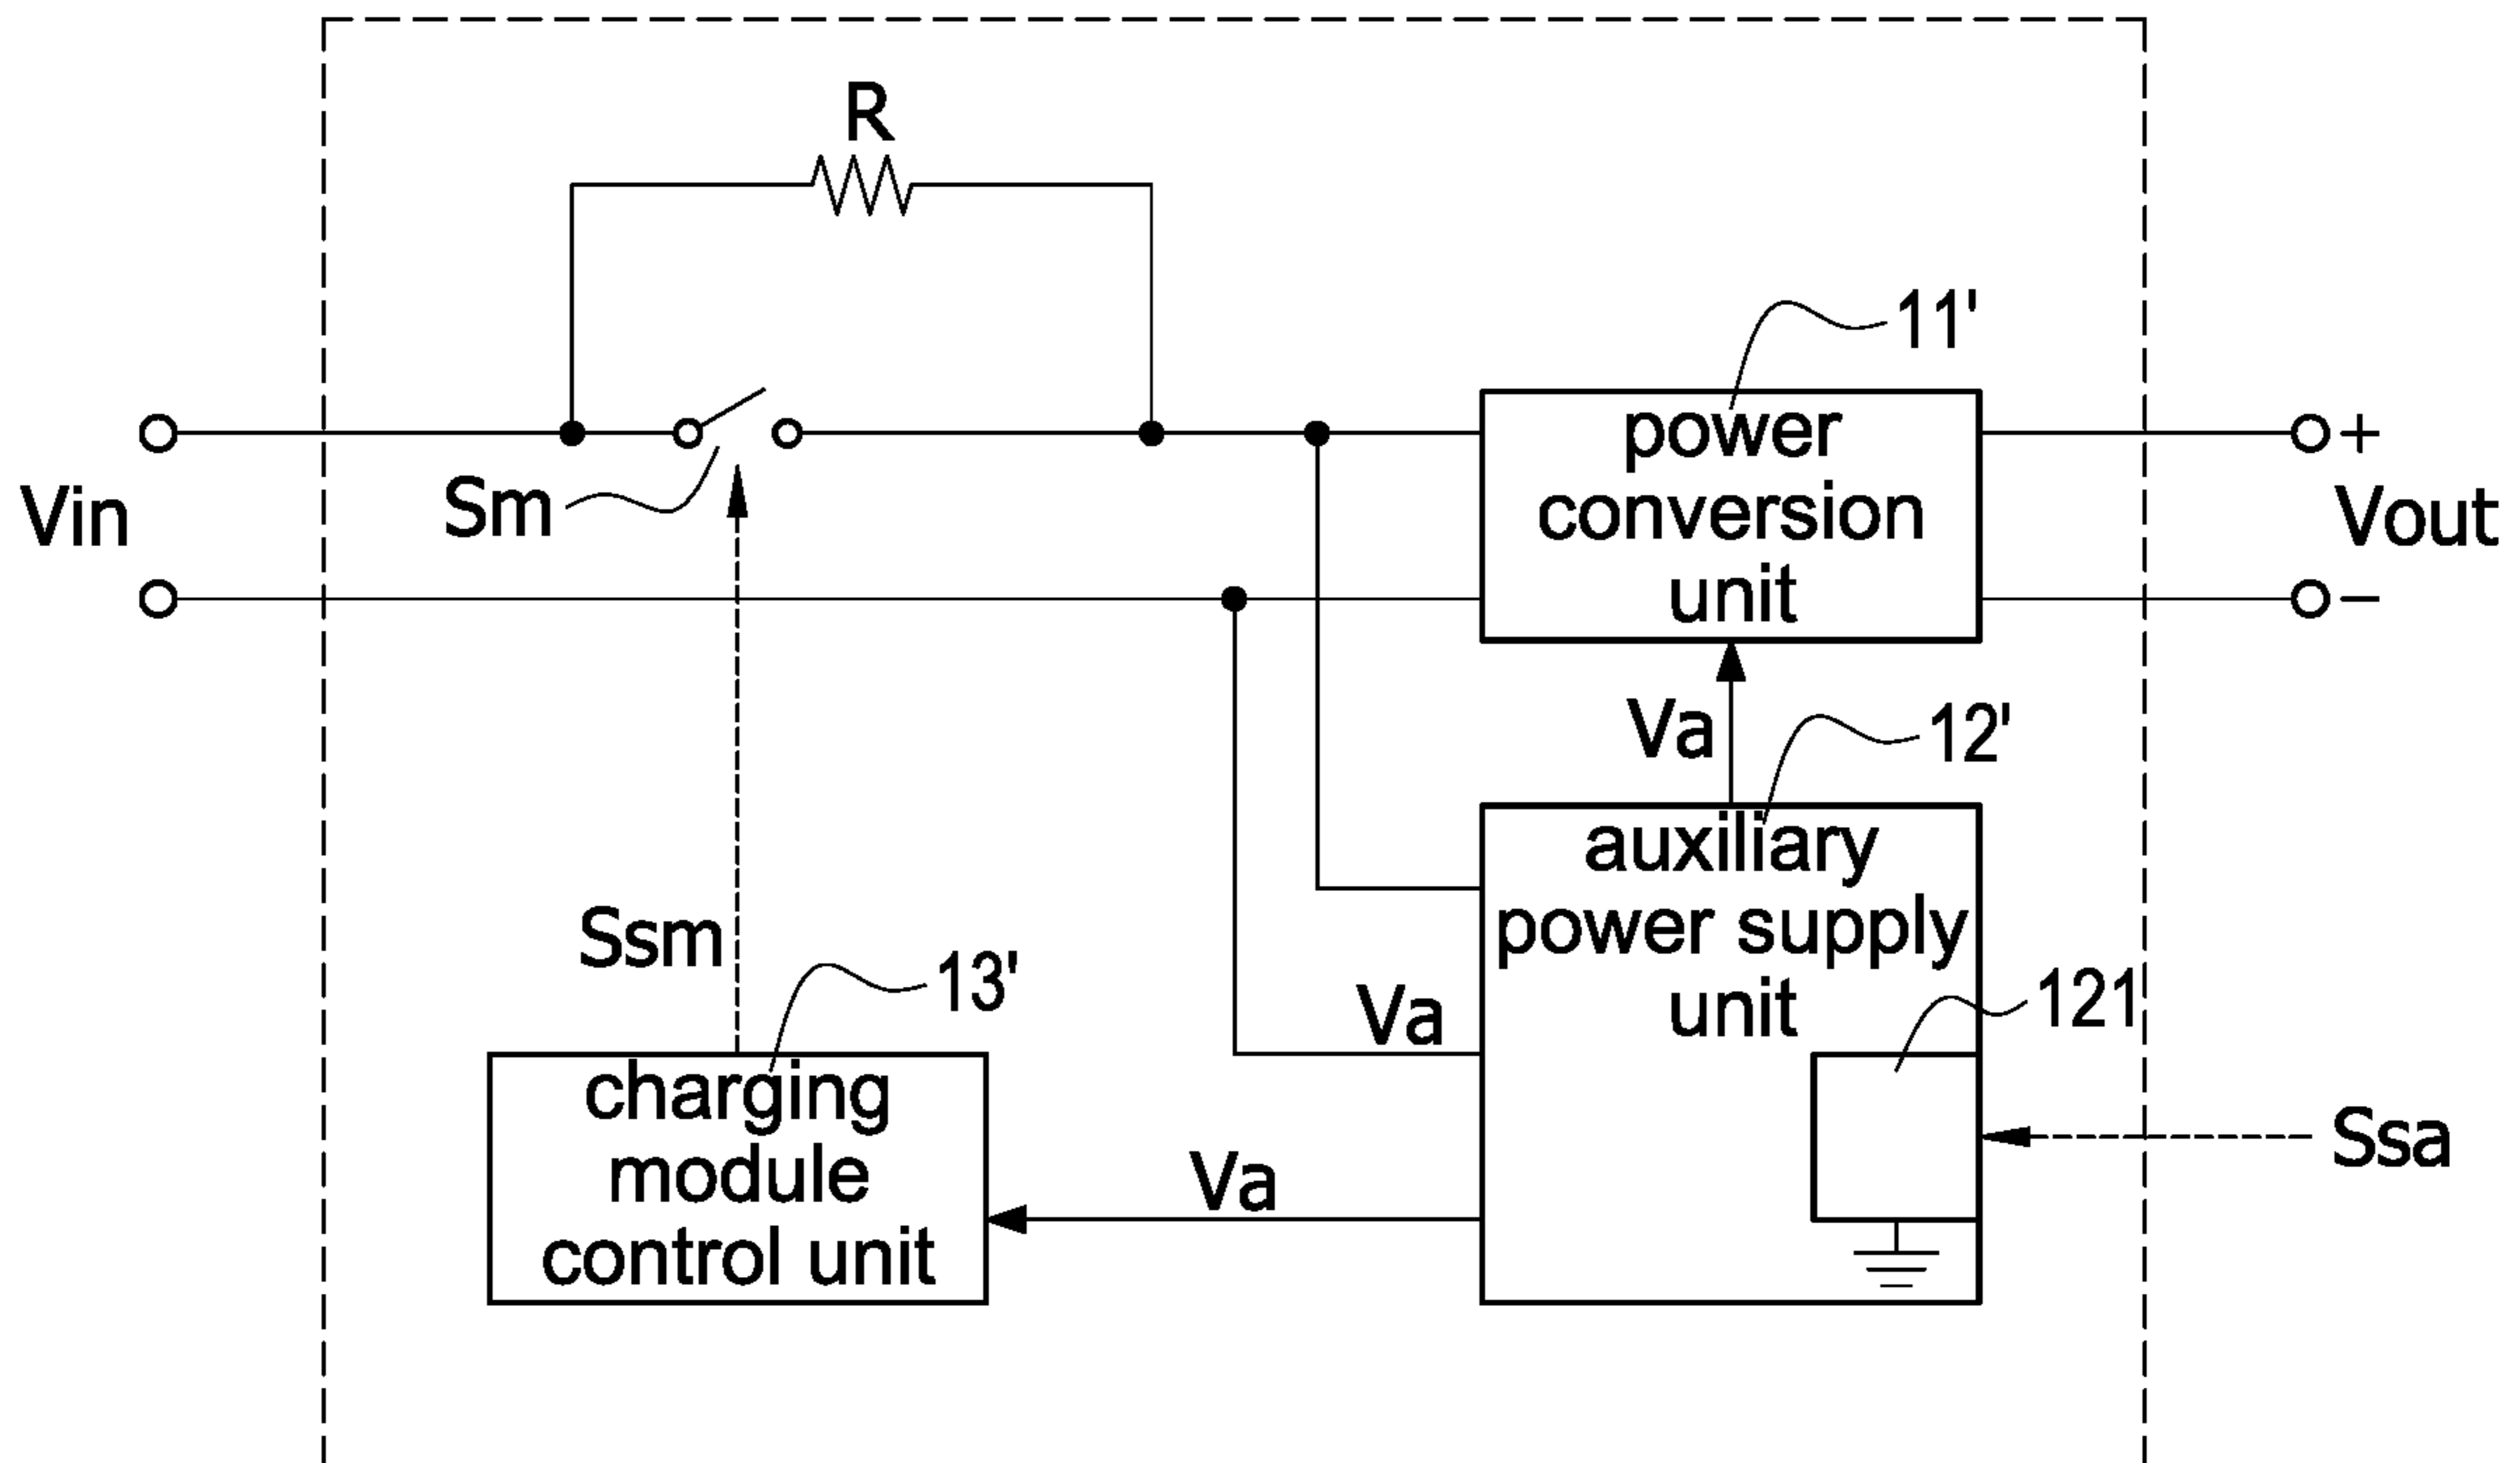 R
11'
power
conversion
unit
+
Vout
−
Vin
Sm
Va
12'
auxiliary
power supply
unit
Ssm
13'
Va
121
charging
module
control unit
Va
Ssa